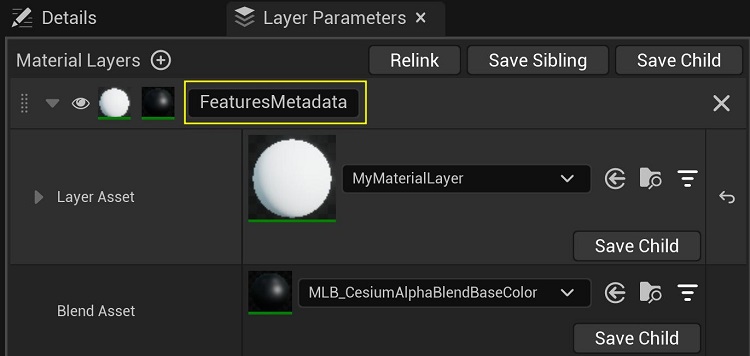 Details
Layer Parameters
Material Layers
Relink
Save Sibling
Save Child
FeaturesMetadata
Layer Asset
MyMaterialLayer
Save Child
Blend Asset
MLB_CesiumAlphaBlendBaseColor
Save Child